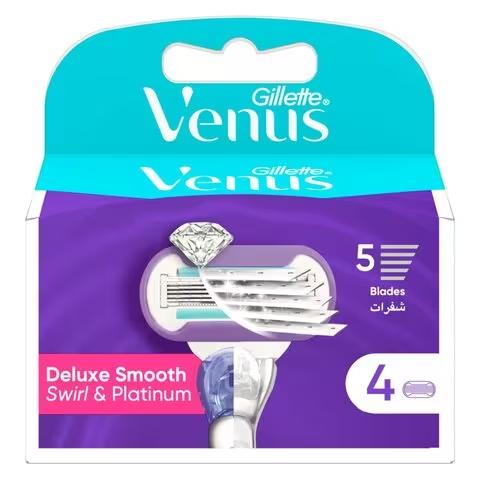 Gillette®
Venus
Gillette®
Venus
5
Blades
شفرات
Deluxe Smooth
Swirl & Platinum
4